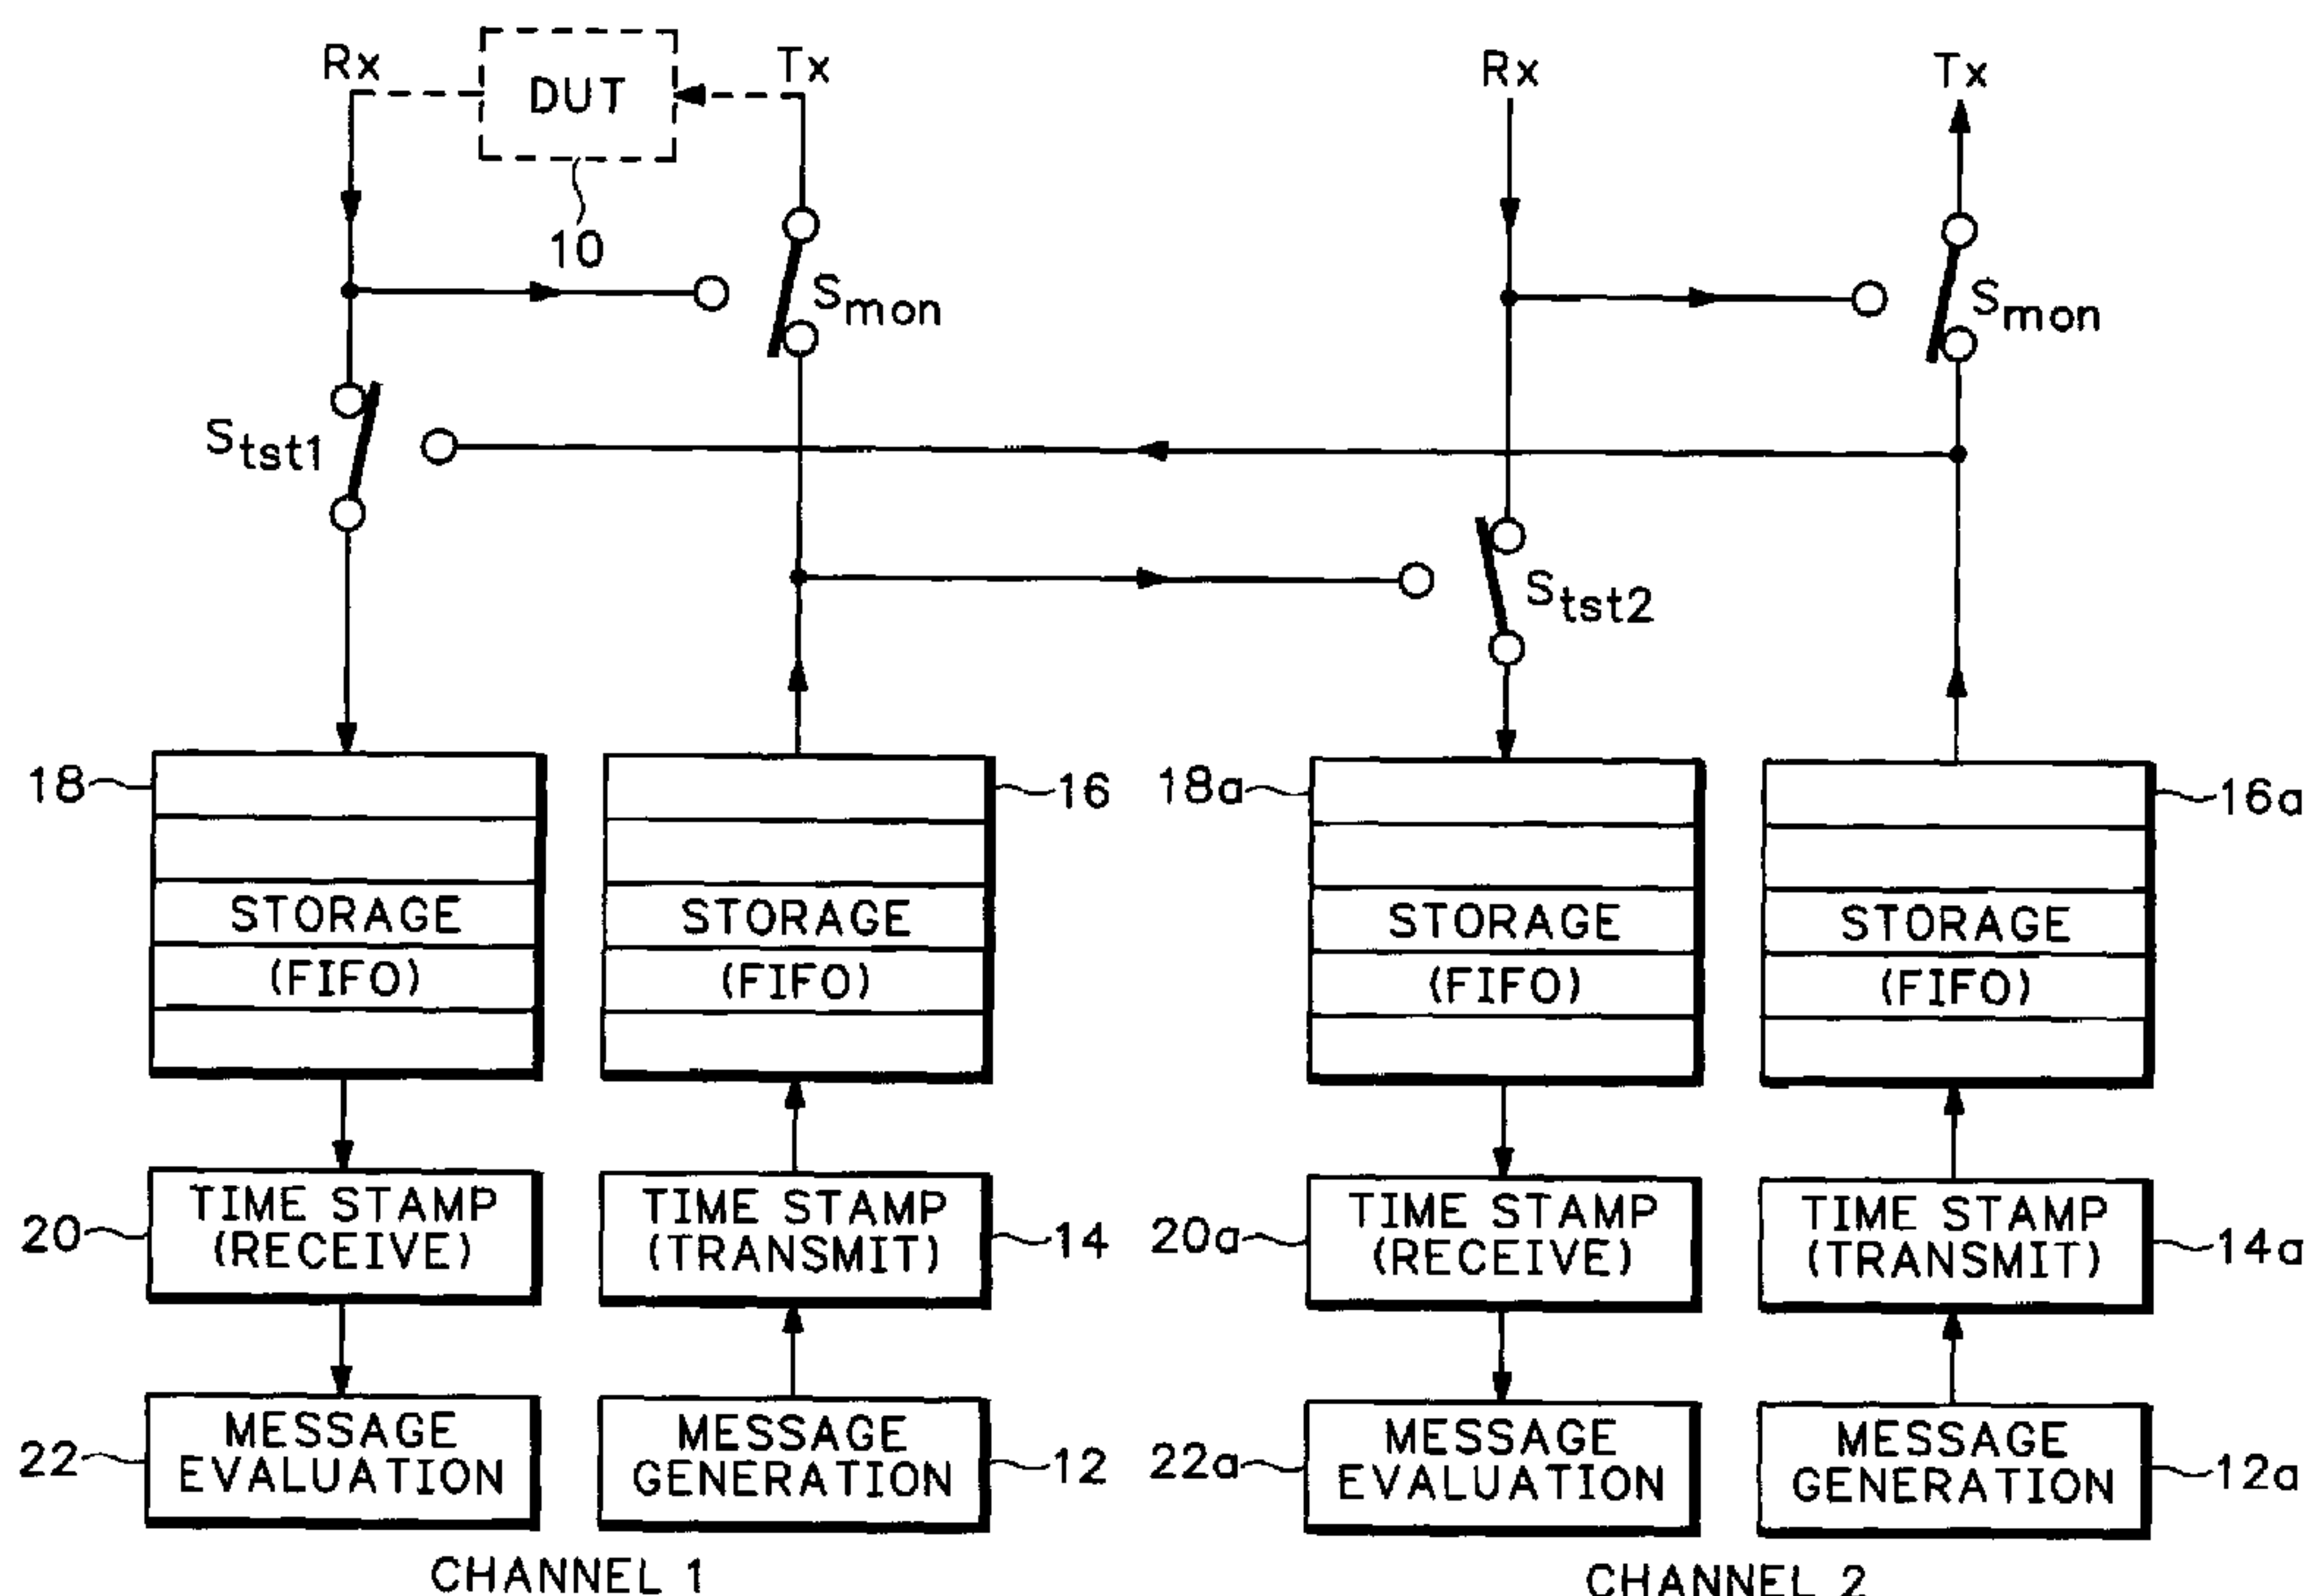 Rx
DUT
Tx
Rx
Tx
10
Smon
Smon
Stst1
Stst2
18
16
18a
16a
STORAGE
(FIFO)
STORAGE
(FIFO)
STORAGE
(FIFO)
STORAGE
(FIFO)
20
TIME STAMP
(RECEIVE)
TIME STAMP
(TRANSMIT)
14
20a
TIME STAMP
(RECEIVE)
TIME STAMP
(TRANSMIT)
14a
22
MESSAGE
EVALUATION
MESSAGE
GENERATION
12
22a
MESSAGE
EVALUATION
MESSAGE
GENERATION
12a
CHANNEL 1
CHANNEL 2